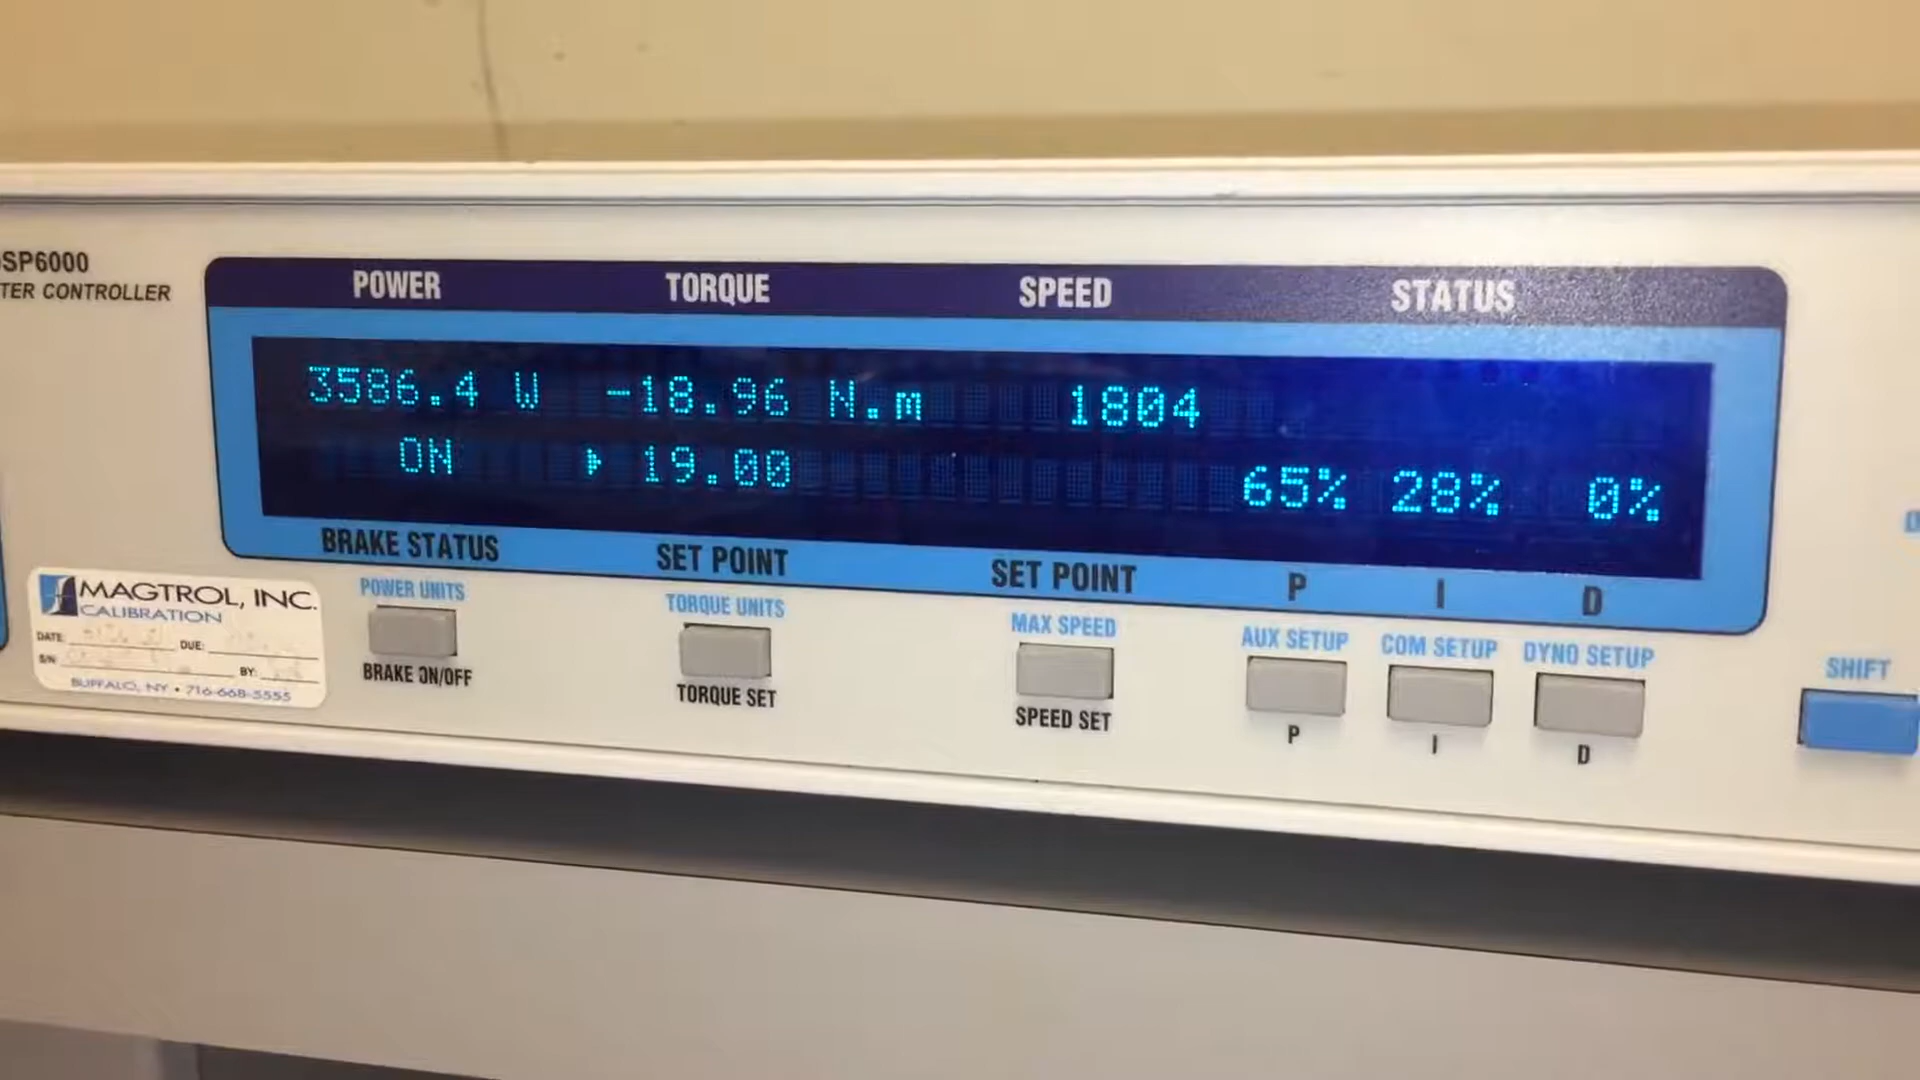 SP6000
TER CONTROLLER
POWER TORQUE SPEED STATUS
3586.4 W -18.96 N.m 1804
ON 19.00 65% 28% 0%
BRAKE STATUS SET POINT SET POINT P I D
POWER UNITS TORQUE UNITS MAX SPEED AUX SETUP COM SETUP DYNO SETUP SHIFT
BRAKE ON/OFF TORQUE SET SPEED SET P I D
MAGTROL, INC.
CALIBRATION
DATE: DUE:
S/N: BY:
BUFFALO, NY • 716-668-5555